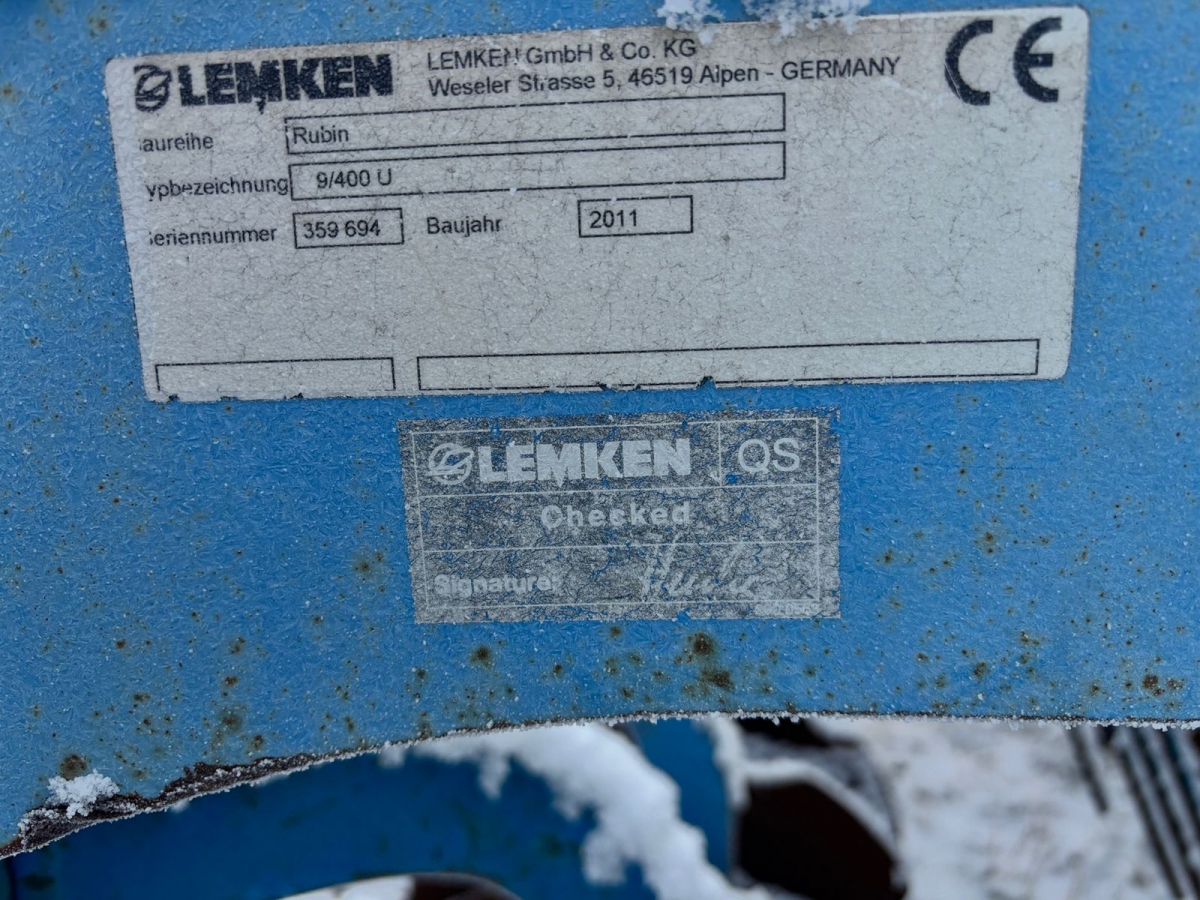 LEMKEN
LEMKEN GmbH & Co. KG
Weseler Strasse 5, 46519 Alpen - GERMANY
CE
aureihe Rubin
ypbezeichnung 9/400 U
eriennummer 359 694 Baujahr 2011
LEMKEN QS
Checked
Signature